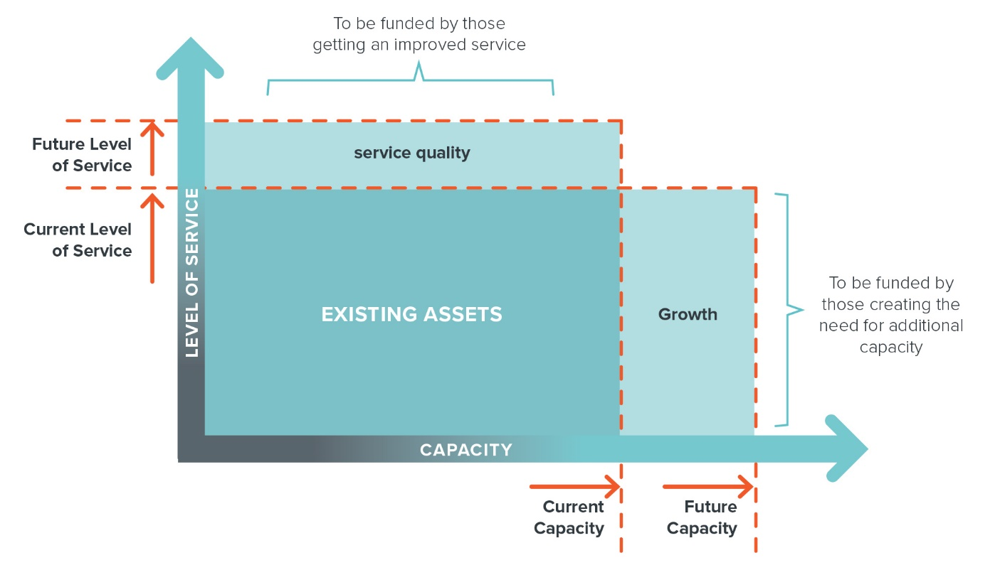 To be funded by those
getting an improved service
Future Level
of Service
service quality
Current Level
of Service
LEVEL OF SERVICE
EXISTING ASSETS
Growth
To be funded by
those creating the
need for additional
capacity
CAPACITY
Current
Capacity
Future
Capacity